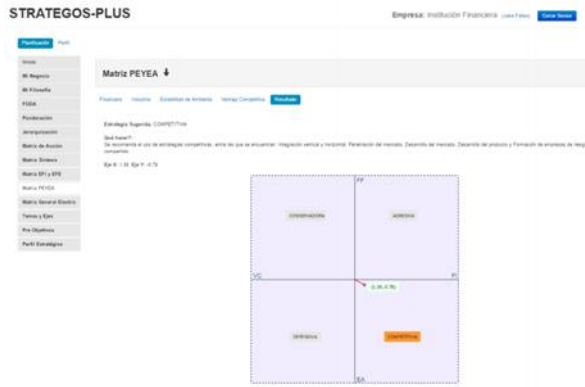 STRATEGOS-PLUS
Empresa: Institución Financiera
Cerrar Sesión
Planificación Perfil
Inicio
Mi Negocio
Mi Filosofía
FODA
Ponderación
Jerarquización
Matriz de Acción
Matriz Síntesis
Matriz EFI y EFE
Matriz PEYEA
Matriz General Electric
Temas y Ejes
Pre-Objetivos
Perfil Estratégico
Matriz PEYEA
Financiera Industria Estabilidad de Ambiente Ventaja Competitiva Resultado
Estrategia Sugerida: COMPETITIVA
Qué hacer?:
Se recomienda el uso de estrategias competitivas, entre las que se encuentran: Integración vertical y horizontal, Penetración del mercado, Desarrollo del mercado, Desarrollo del producto y Formación de empresas de riesgo
compartido.
FF
CONSERVADORA
AGRESIVA
VC
FI
DEFENSIVA
COMPETITIVA
EA